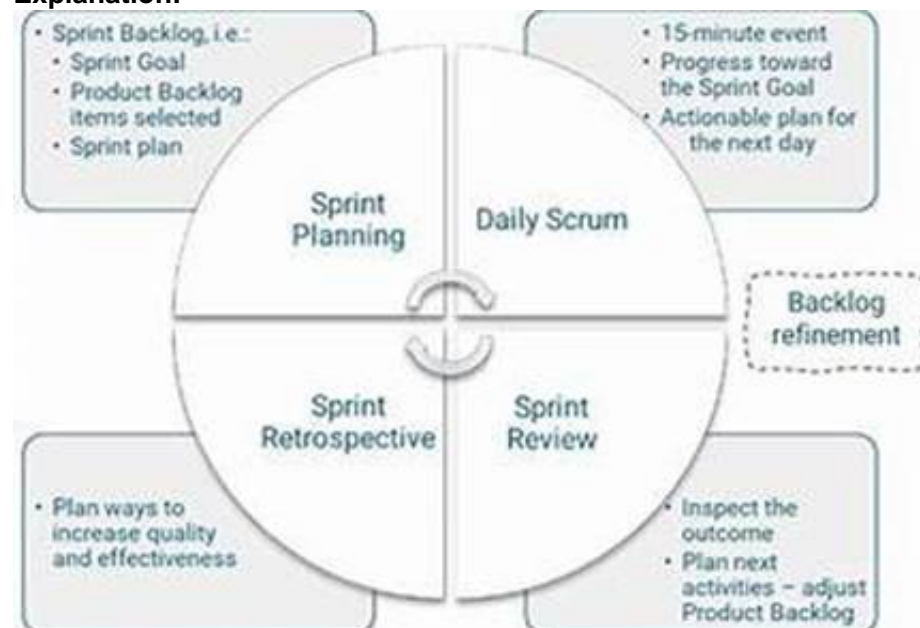 Explanation:
• Sprint Backlog, i.e.:
• Sprint Goal
• Product Backlog
items selected
• Sprint plan
• 15-minute event
• Progress toward
the Sprint Goal
• Actionable plan for
the next day
Sprint
Planning
Daily Scrum
Backlog
refinement
Sprint
Retrospective
Sprint
Review
• Plan ways to
increase quality
and effectiveness
• Inspect the
outcome
• Plan next
activities – adjust
Product Backlog